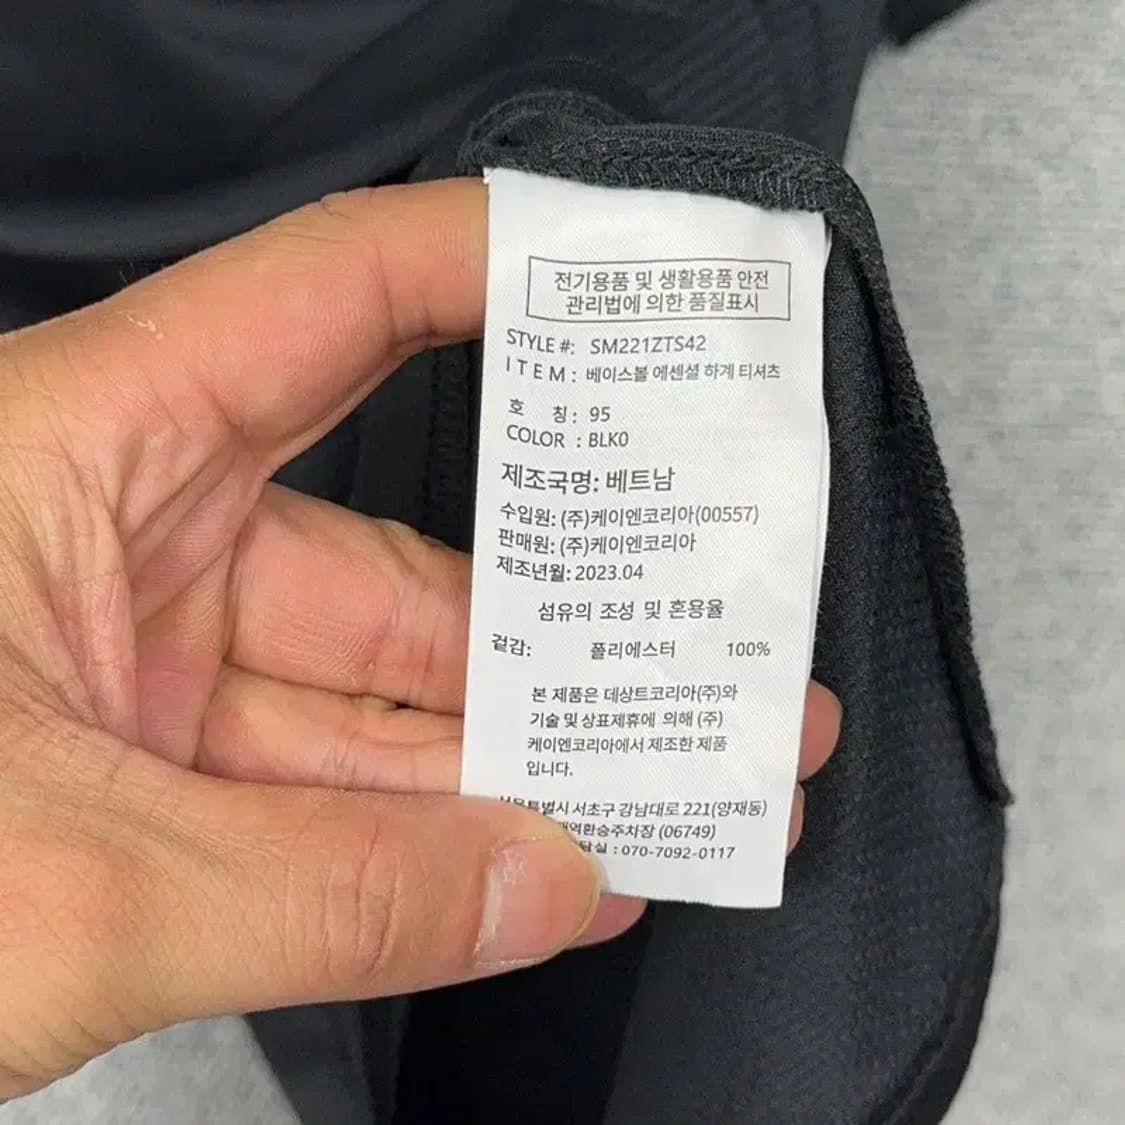 전기용품 및 생활용품 안전
관리법에 의한 품질표시
STYLE #: SM221ZTS42
ITEM : 베이스볼 에센셜 하계 티셔츠
호 칭 : 95
COLOR : BLK0
제조국명: 베트남
수입원: (주)케이엔코리아(00557)
판매원: (주)케이엔코리아
제조년월: 2023.04
섬유의 조성 및 혼용율
겉감: 폴리에스터 100%
본 제품은 데상트코리아(주)와
기술 및 상표제휴에 의해 (주)
케이엔코리아에서 제조한 제품
입니다.
서울특별시 서초구 강남대로 221(양재동)
(06749)
: 070-7092-0117